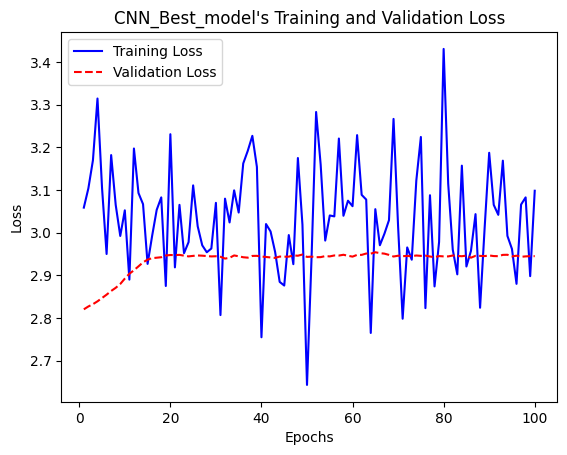 CNN_Best_model's Training and Validation Loss
Training Loss
Validation Loss
3.4
3.3
3.2
3.1
3.0
2.9
2.8
2.7
Loss
0
20
40
60
80
100
Epochs